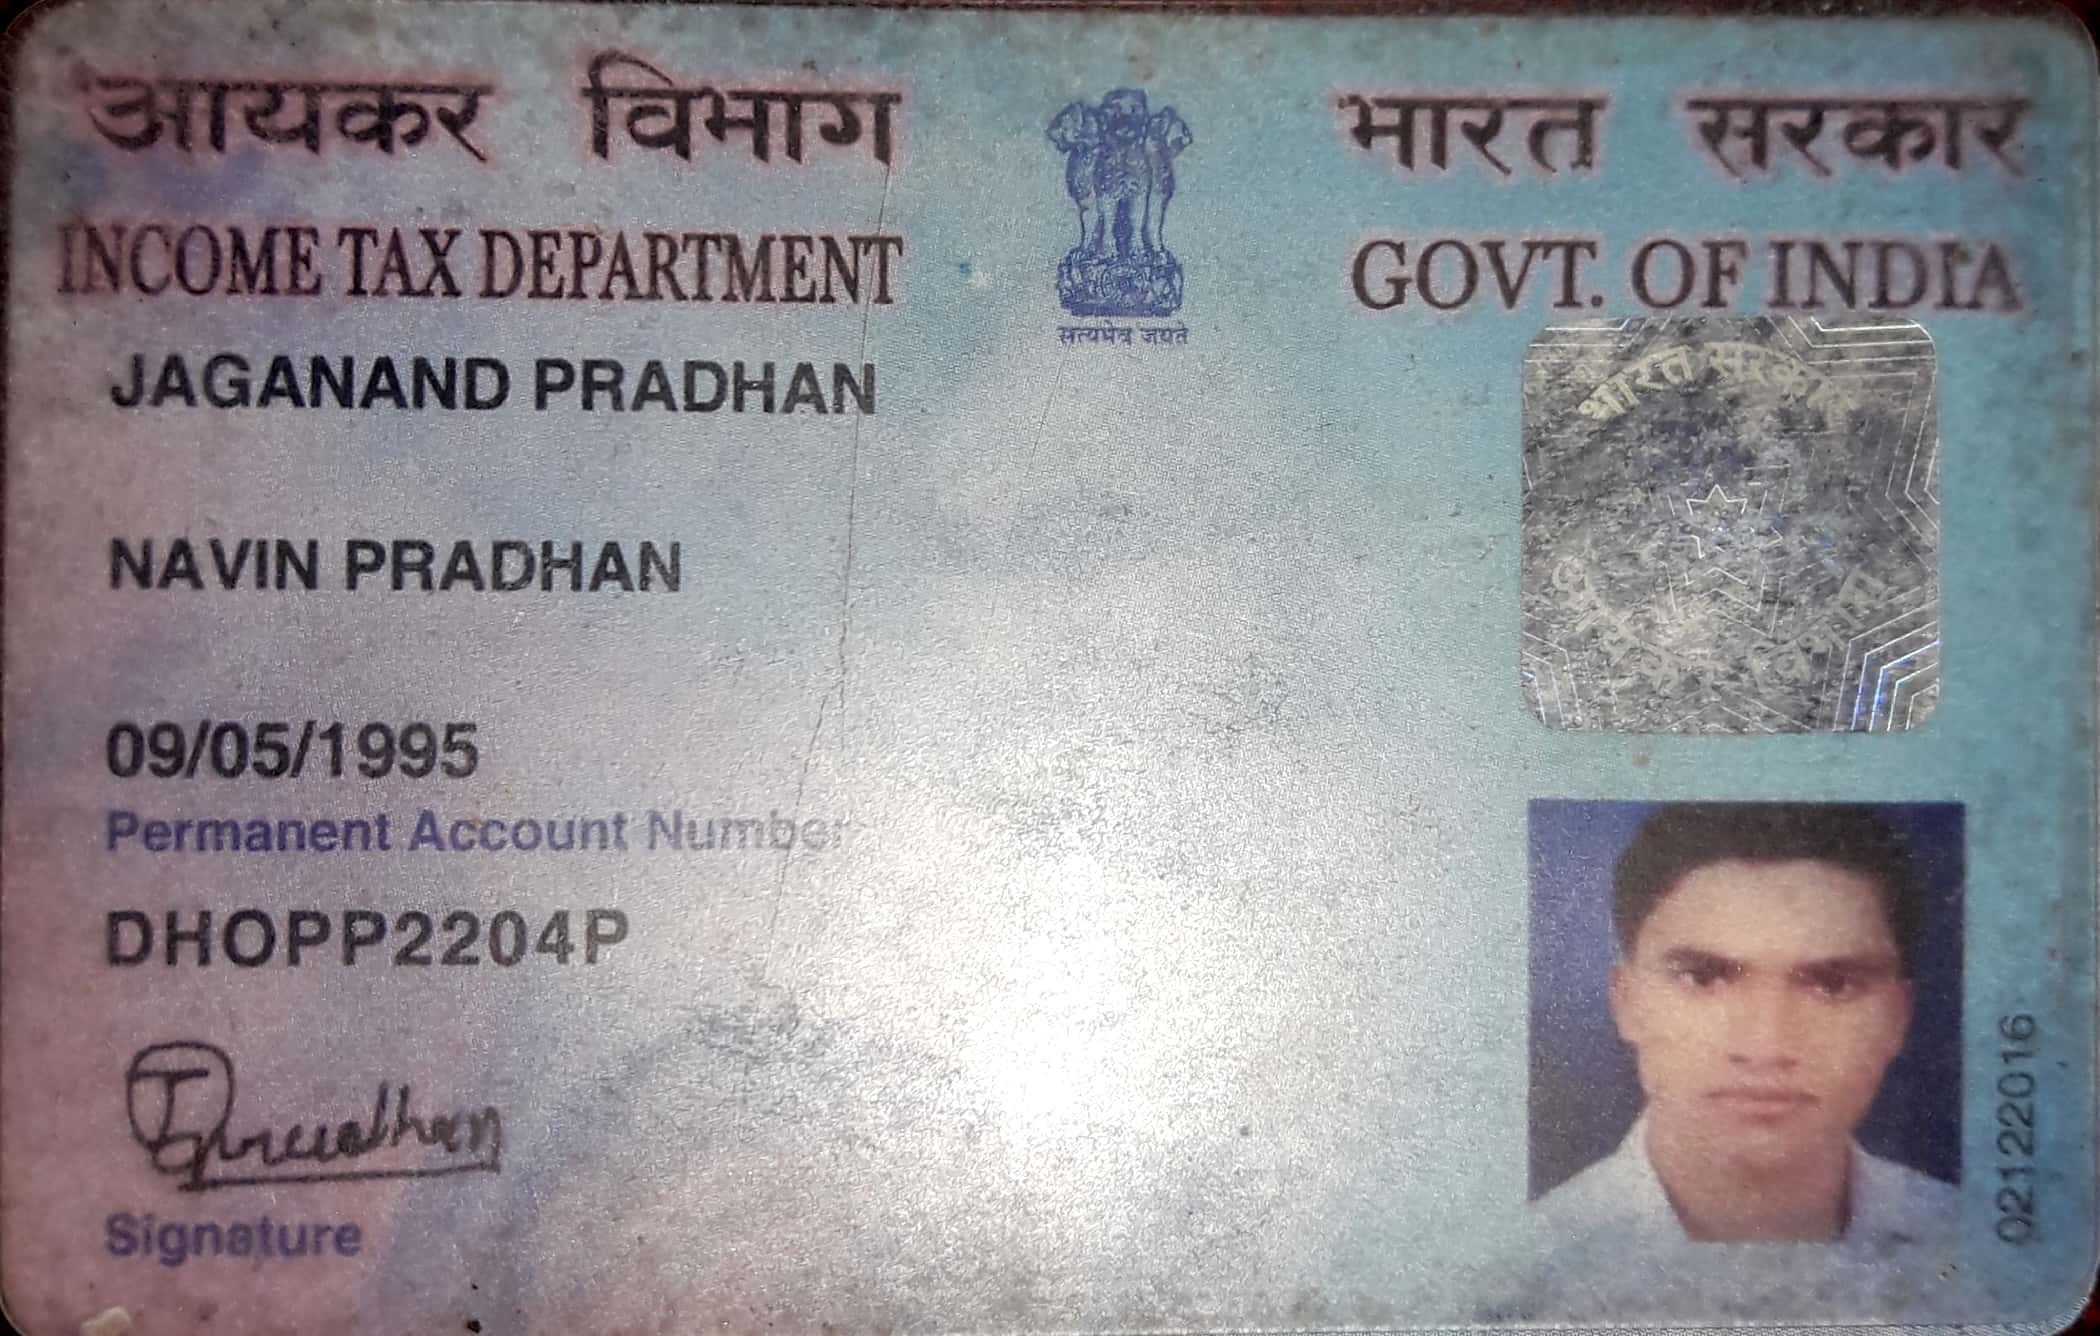 आयकर विभाग
INCOME TAX DEPARTMENT
सत्यमेव जयते
भारत सरकार
GOVT. OF INDIA
JAGANAND PRADHAN
NAVIN PRADHAN
09/05/1995
Permanent Account Number
DHOPP2204P
Signature
भारत सरकार
02122016